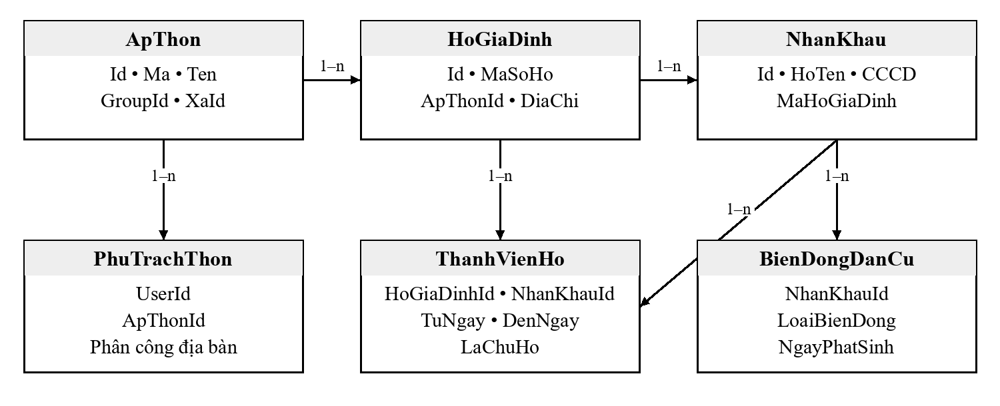 ApThon
Id • Ma • Ten
GroupId • XaId
1–n
HoGiaDinh
Id • MaSoHo
ApThonId • DiaChi
1–n
NhanKhau
Id • HoTen • CCCD
MaHoGiaDinh
1–n
1–n
1–n
1–n
PhuTrachThon
UserId
ApThonId
Phân công địa bàn
ThanhVienHo
HoGiaDinhId • NhanKhauId
TuNgay • DenNgay
LaChuHo
BienDongDanCu
NhanKhauId
LoaiBienDong
NgayPhatSinh